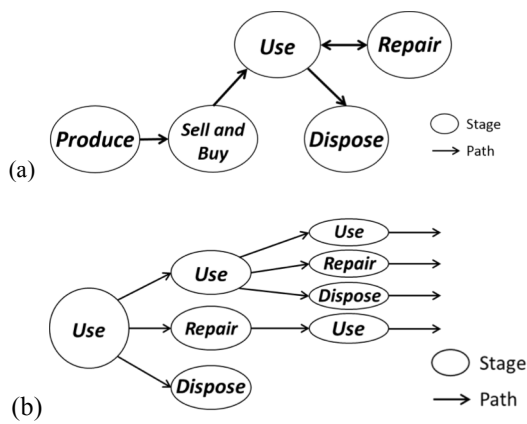 Use
Repair
Produce
Sell and
Buy
Dispose
Stage
Path
(a)
Use
Use
Repair
Use
Dispose
Use
Repair
Use
Dispose
Stage
Path
(b)